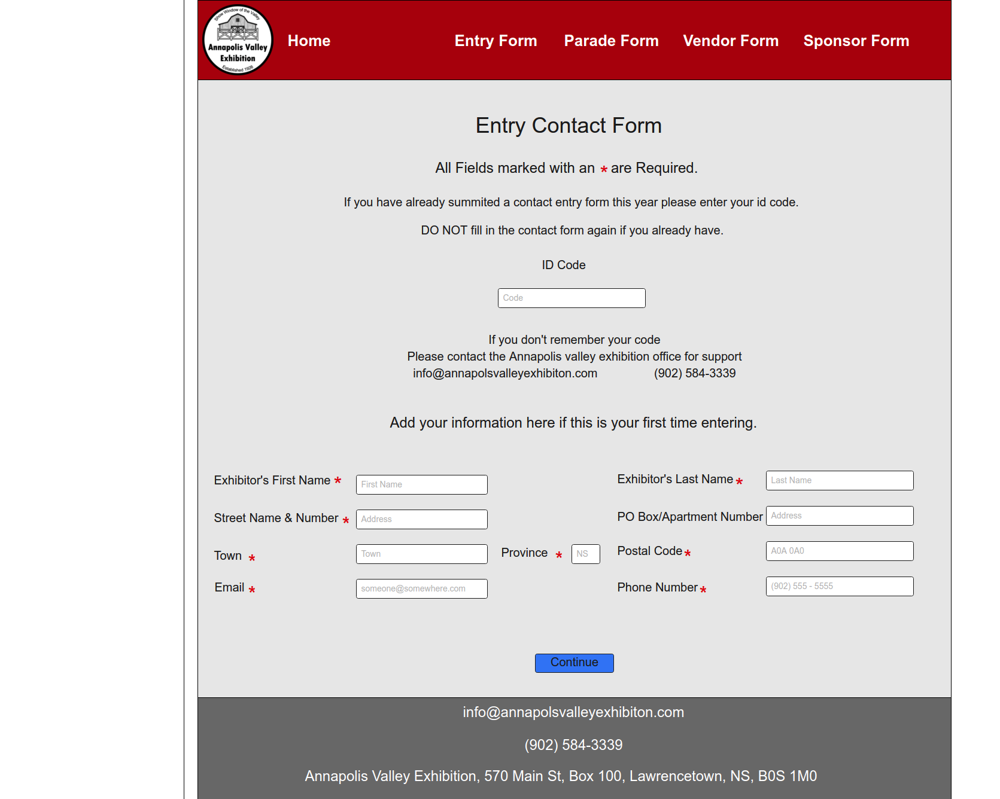 Show Window of the Valley
Annapolis Valley
Exhibition
Established 1926
Home Entry Form Parade Form Vendor Form Sponsor Form
Entry Contact Form
All Fields marked with an * are Required.
If you have already summited a contact entry form this year please enter your id code.
DO NOT fill in the contact form again if you already have.
ID Code
Code
If you don't remember your code
Please contact the Annapolis valley exhibition office for support
info@annapolsvalleyexhibiton.com (902) 584-3339
Add your information here if this is your first time entering.
Exhibitor's First Name * First Name Exhibitor's Last Name * Last Name
Street Name & Number * Address PO Box/Apartment Number Address
Town * Town Province * NS Postal Code * A0A 0A0
Email * someone@somewhere.com Phone Number * (902) 555 - 5555
Continue
info@annapolsvalleyexhibiton.com
(902) 584-3339
Annapolis Valley Exhibition, 570 Main St, Box 100, Lawrencetown, NS, B0S 1M0